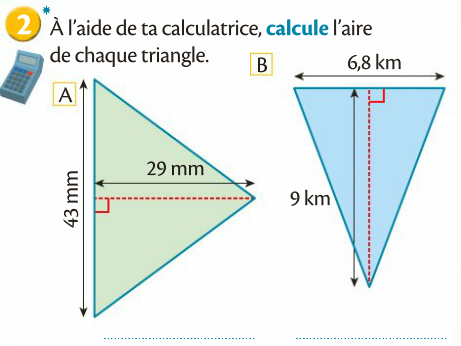 2* À l'aide de ta calculatrice, calcule l'aire
de chaque triangle.
A
B
6,8 km
29 mm
43 mm
9 km